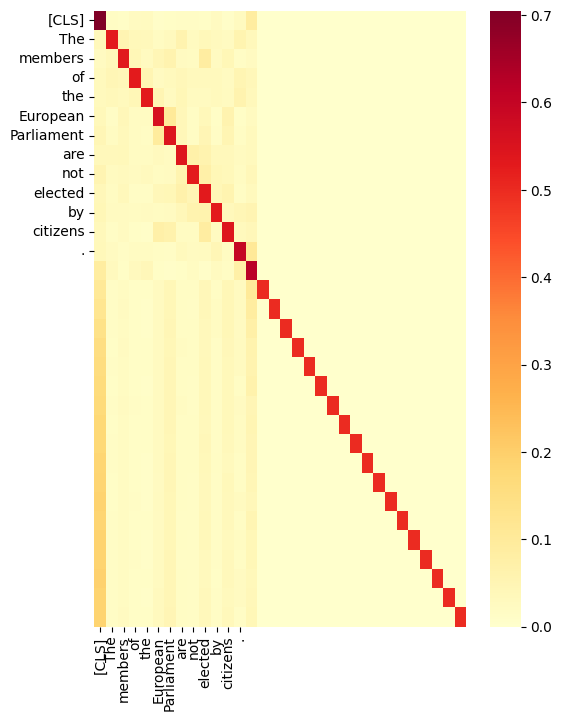 [CLS]
The
members
of
the
European
Parliament
are
not
elected
by
citizens
.
[CLS]
The
members
of
the
European
Parliament
are
not
elected
by
citizens
.
0.7
0.6
0.5
0.4
0.3
0.2
0.1
0.0